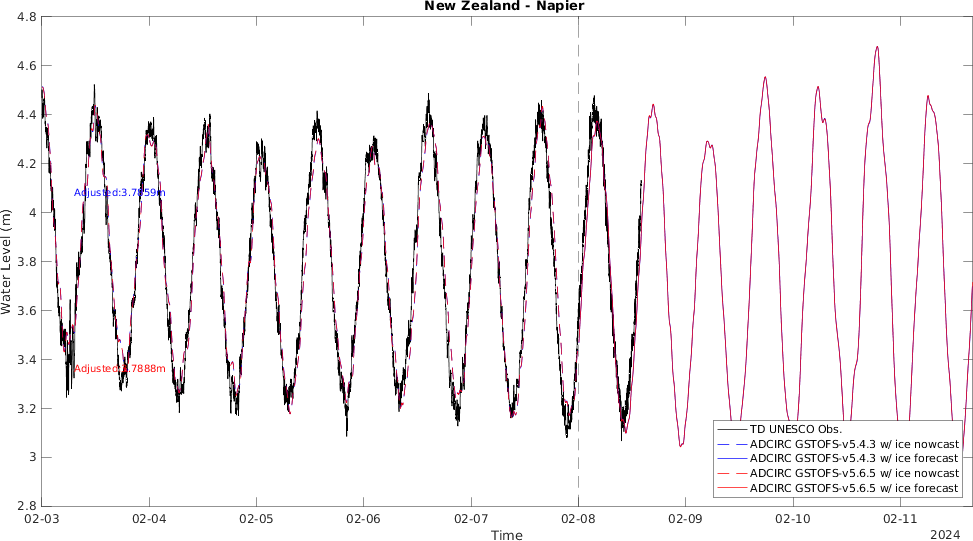 New Zealand - Napier
4.8
4.6
4.4
4.2
4
3.8
3.6
3.4
3.2
3
2.8
Water Level (m)
Adjusted:3.7859m
Adjusted:3.7888m
TD UNESCO Obs.
ADCIRC GSTOFS-v5.4.3 w/ ice nowcast
ADCIRC GSTOFS-v5.4.3 w/ ice forecast
ADCIRC GSTOFS-v5.6.5 w/ ice nowcast
ADCIRC GSTOFS-v5.6.5 w/ ice forecast
02-03 02-04 02-05 02-06 02-07 02-08 02-09 02-10 02-11
Time
2024